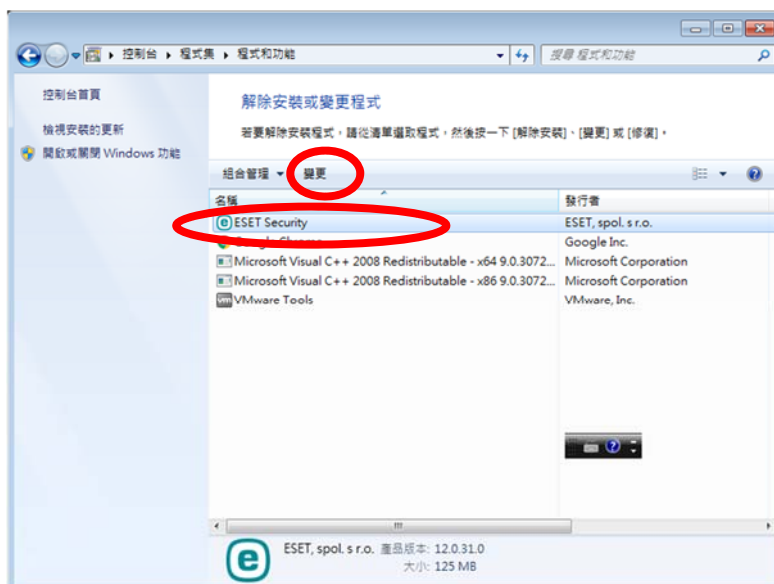 控制台 ▸ 程式集 ▸ 程式和功能
搜尋 程式和功能
控制台首頁
檢視安裝的更新
開啟或關閉 Windows 功能
解除安裝或變更程式
若要解除安裝程式，請從清單選取程式，然後按一下 [解除安裝]、[變更] 或 [修復]。
組合管理 ▼ 變更
名稱 發行者
ESET Security ESET, spol. s r.o.
Google Chrome Google Inc.
Microsoft Visual C++ 2008 Redistributable - x64 9.0.3072... Microsoft Corporation
Microsoft Visual C++ 2008 Redistributable - x86 9.0.3072... Microsoft Corporation
VMware Tools VMware, Inc.
ESET, spol. s r.o. 產品版本: 12.0.31.0
大小: 125 MB